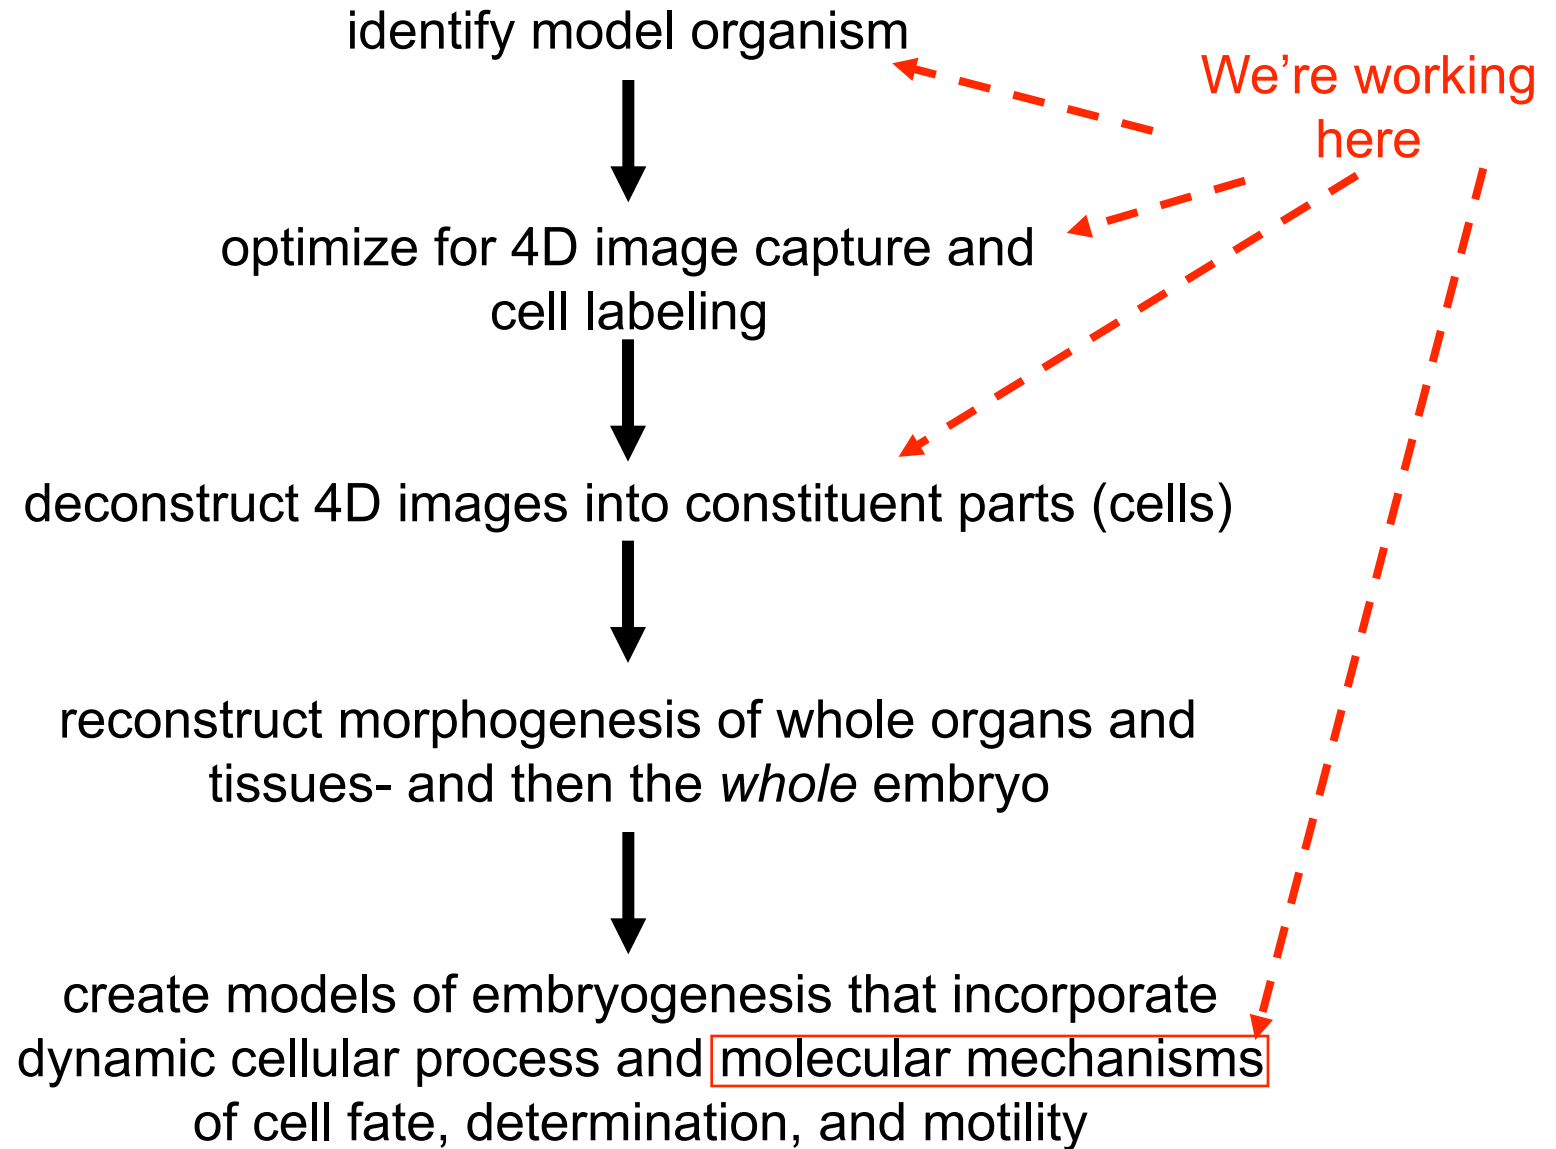 identify model organism
We’re working
here
optimize for 4D image capture and
cell labeling
deconstruct 4D images into constituent parts (cells)
reconstruct morphogenesis of whole organs and
tissues- and then the whole embryo
create models of embryogenesis that incorporate
dynamic cellular process and molecular mechanisms
of cell fate, determination, and motility